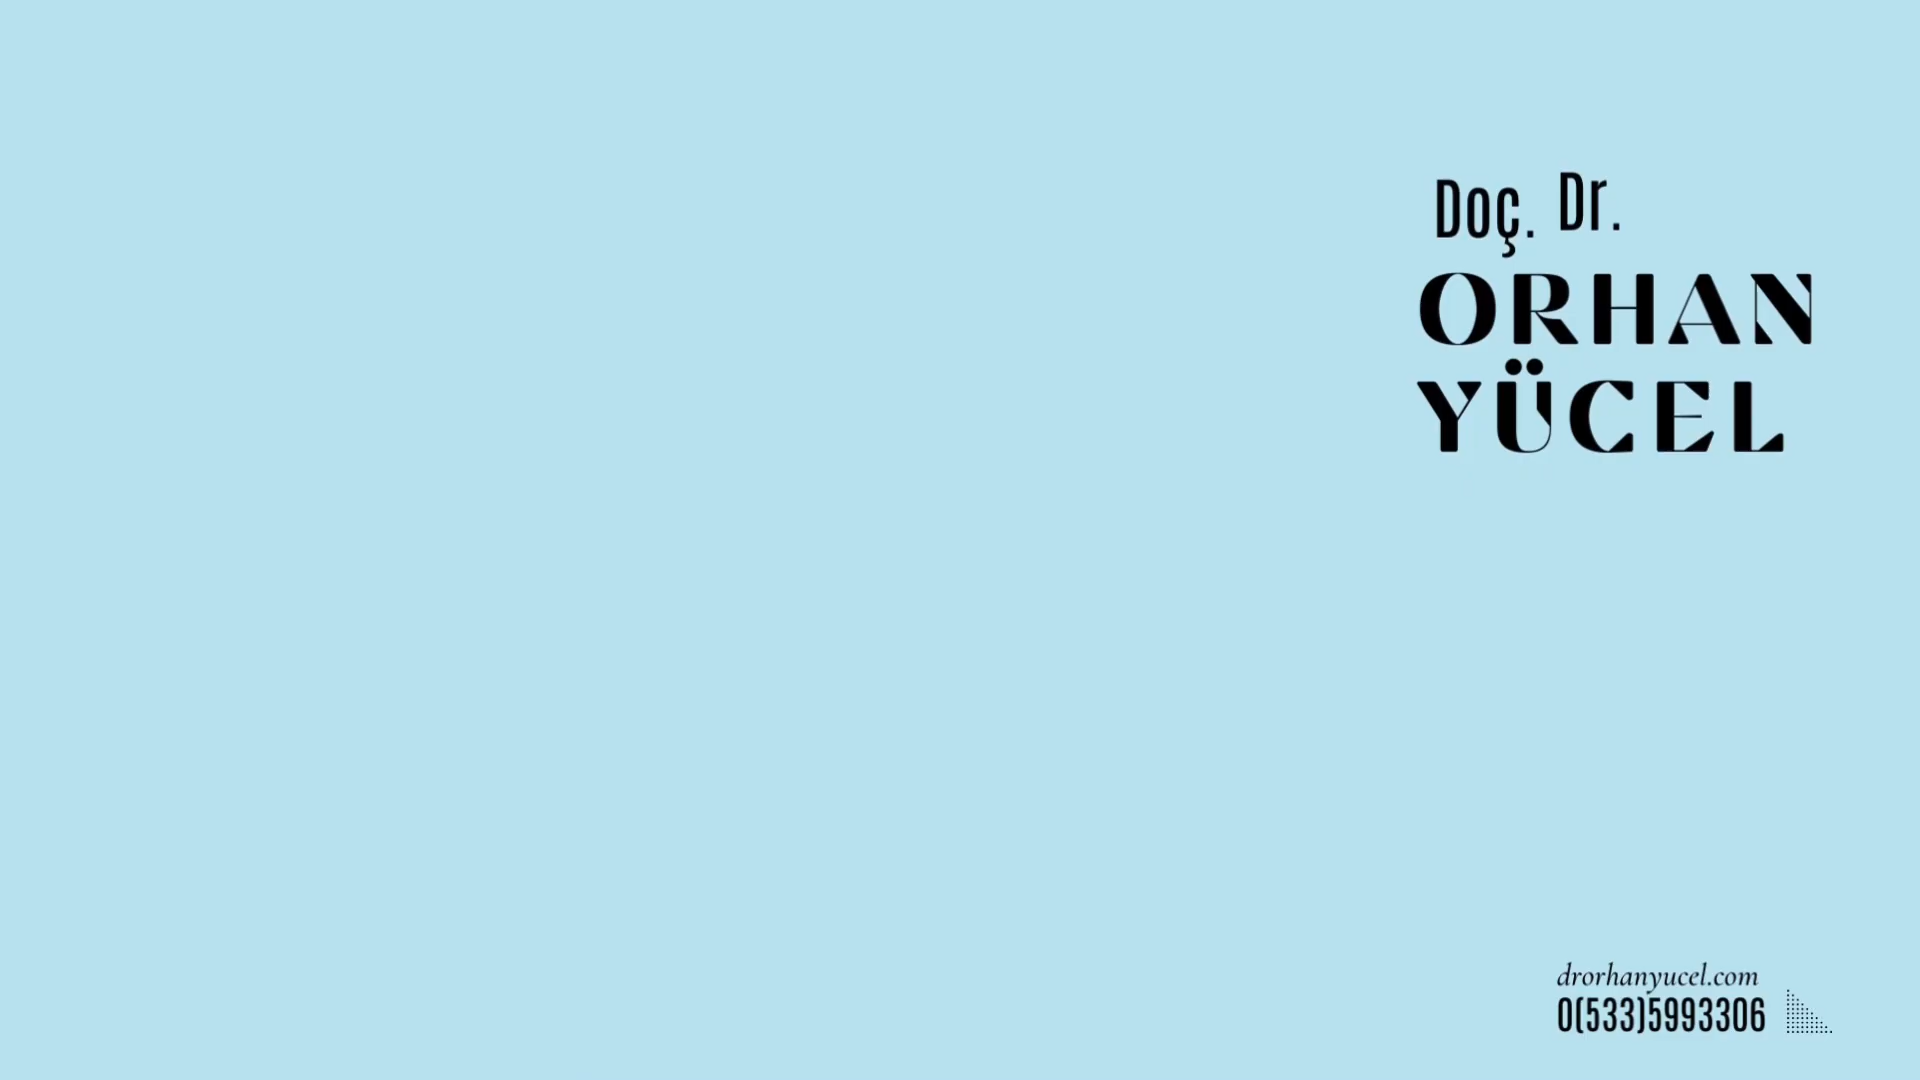 Doç. Dr.
ORHAN
YÜCEL
drorhanyucel.com
0(533)5993306